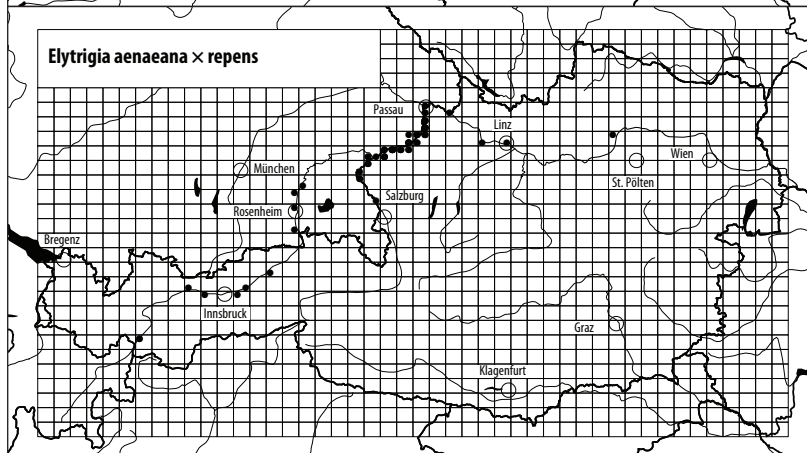 Elytrigia aenaeana × repens
Passau
Linz
München
Wien
St. Pölten
Salzburg
Rosenheim
Bregenz
Innsbruck
Graz
Klagenfurt